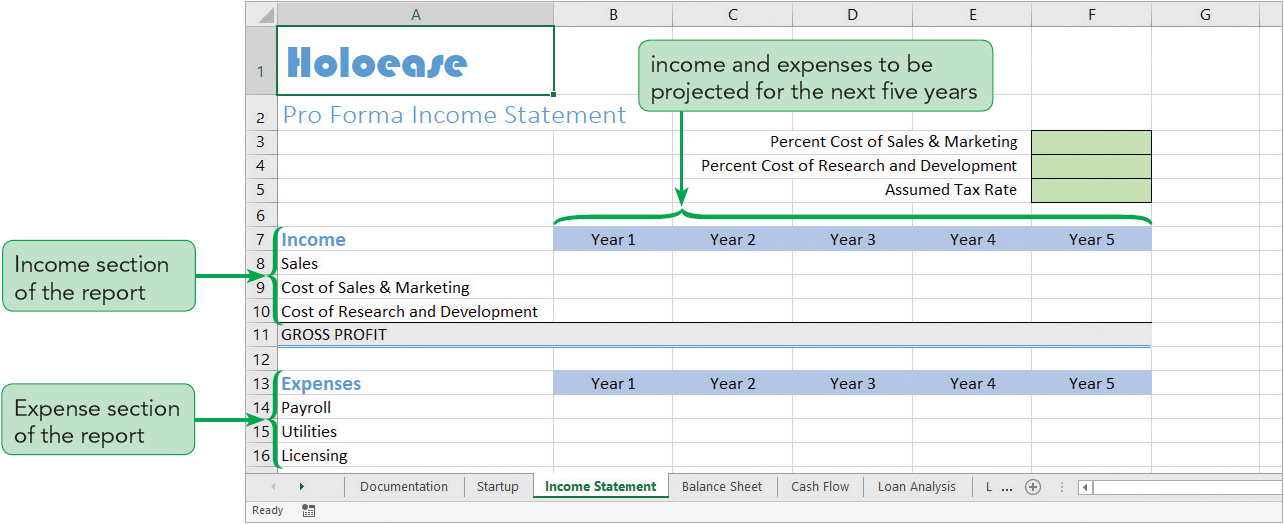 A B C D E F G
1 Holoease
income and expenses to be
projected for the next five years
2 Pro Forma Income Statement
3 Percent Cost of Sales & Marketing
4 Percent Cost of Research and Development
5 Assumed Tax Rate
6
7 Income Year 1 Year 2 Year 3 Year 4 Year 5
Income section
of the report
8 Sales
9 Cost of Sales & Marketing
10 Cost of Research and Development
11 GROSS PROFIT
12
13 Expenses Year 1 Year 2 Year 3 Year 4 Year 5
Expense section
of the report
14 Payroll
15 Utilities
16 Licensing
Documentation Startup Income Statement Balance Sheet Cash Flow Loan Analysis L ...
Ready